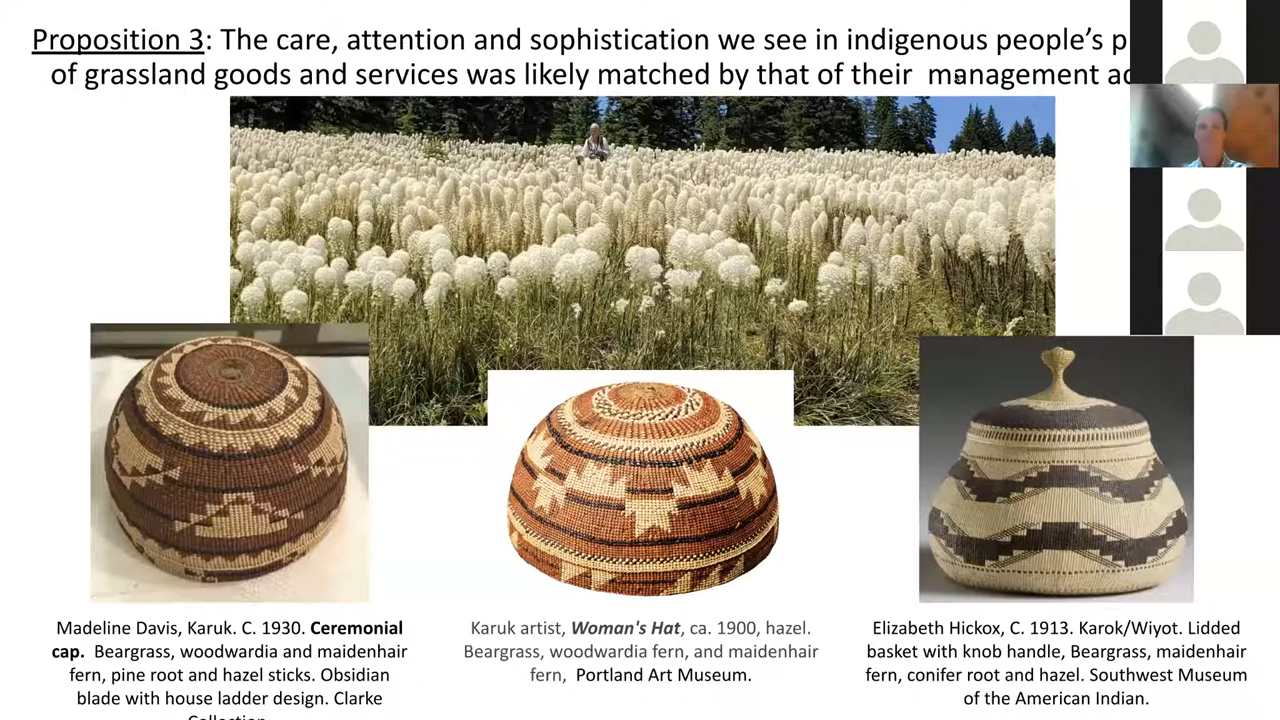 Proposition 3: The care, attention and sophistication we see in indigenous people's p
of grassland goods and services was likely matched by that of their management ac
Madeline Davis, Karuk. C. 1930. Ceremonial
cap. Beargrass, woodwardia and maidenhair
fern, pine root and hazel sticks. Obsidian
blade with house ladder design. Clarke
Collection
Karuk artist, Woman's Hat, ca. 1900, hazel.
Beargrass, woodwardia fern, and maidenhair
fern, Portland Art Museum.
Elizabeth Hickox, C. 1913. Karok/Wiyot. Lidded
basket with knob handle, Beargrass, maidenhair
fern, conifer root and hazel. Southwest Museum
of the American Indian.